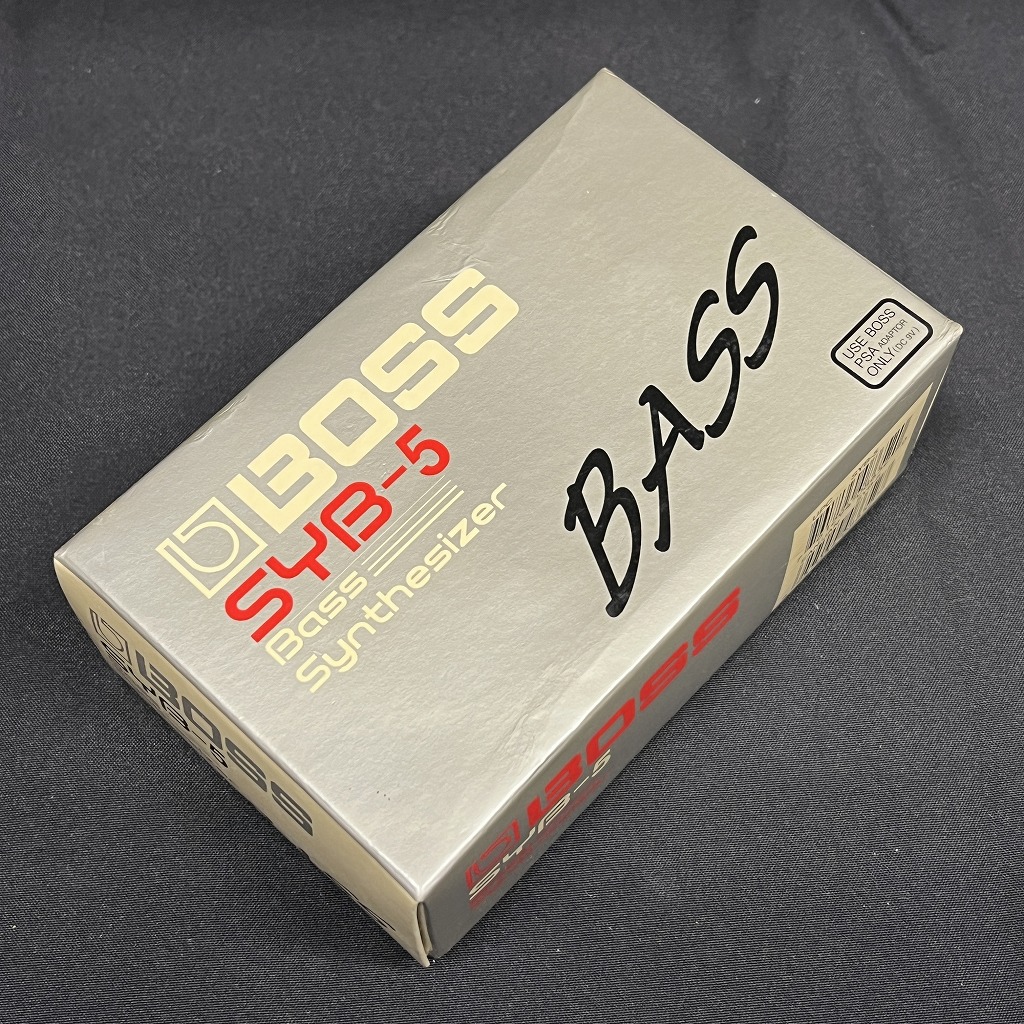 BOSS
SYB-5
Bass
Synthesizer
BASS
USE BOSS
PSA ADAPTOR
ONLY (DC 9V)
BOSS
SYB-5
BOSS
SYB-5